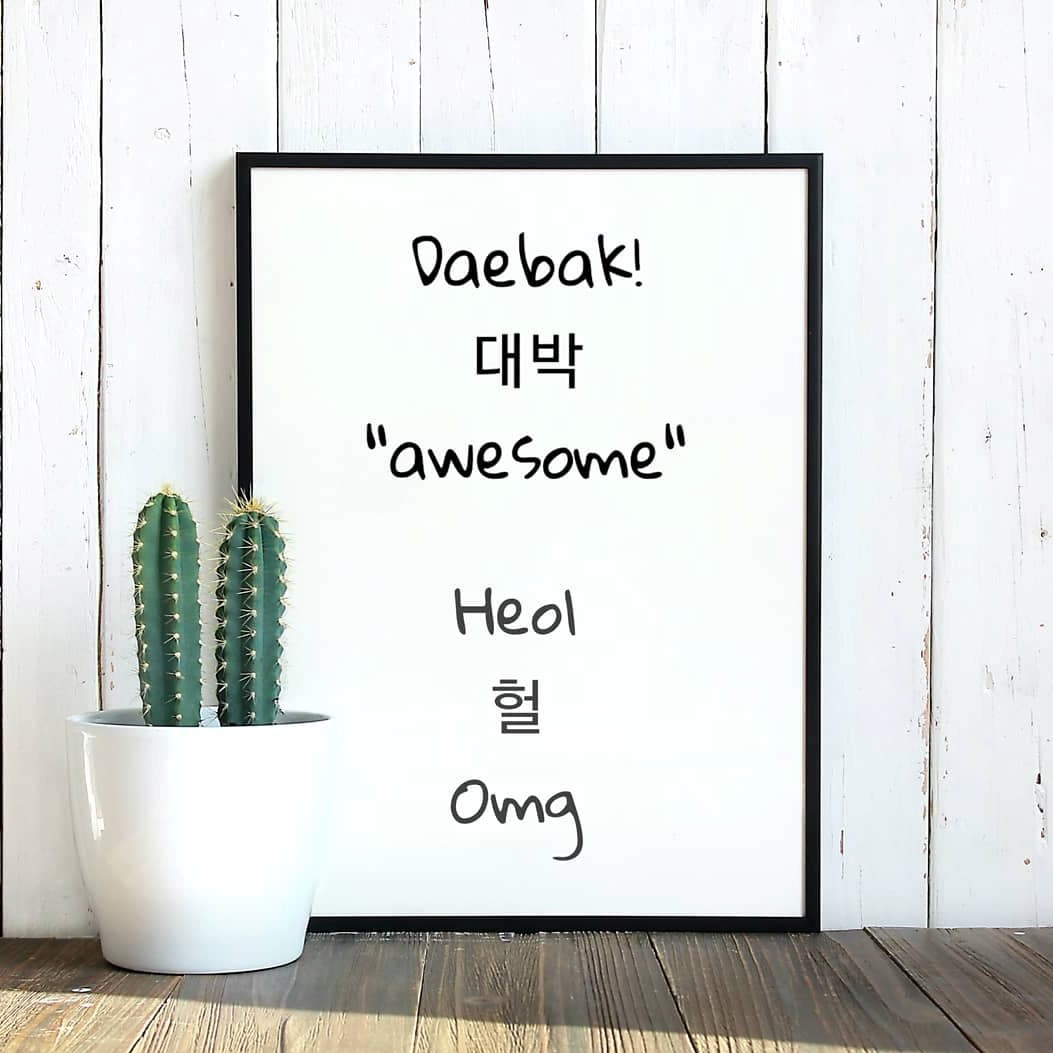 Daebak!
대박
"awesome"
Heol
헐
Omg